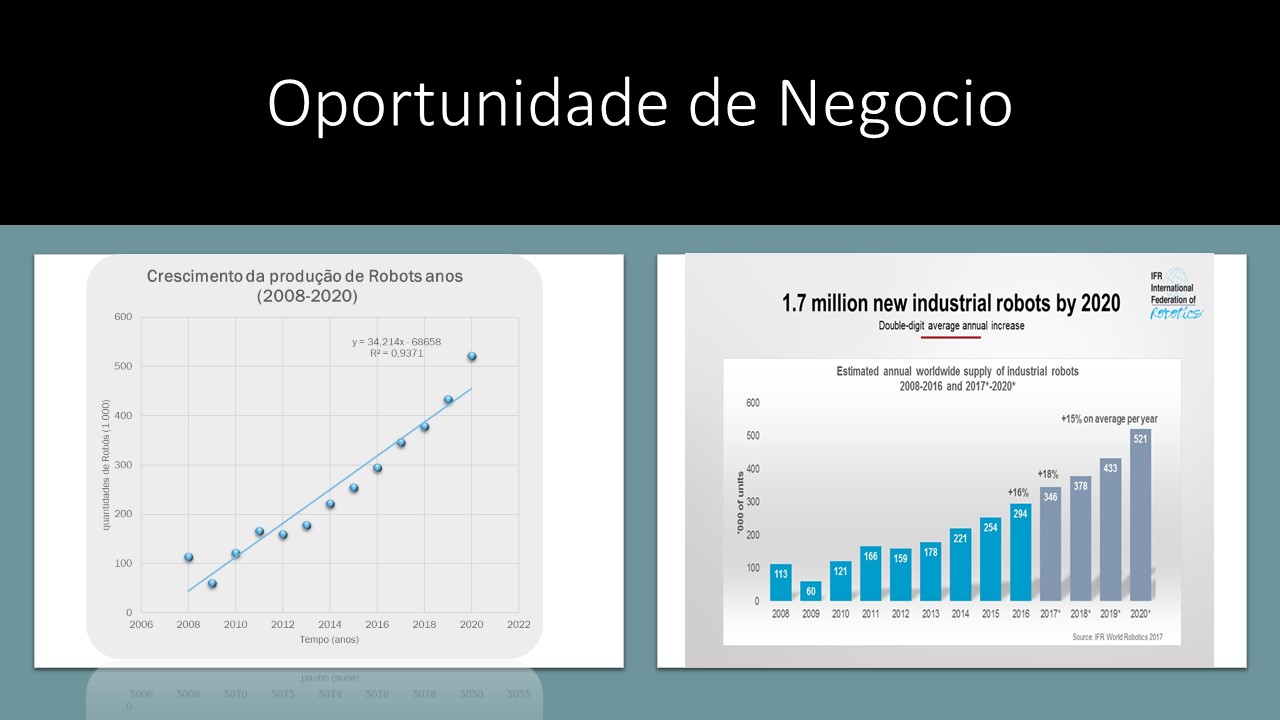 Oportunidade de Negocio
Crescimento da produção de Robots anos
(2008-2020)
600
500
400
300
200
100
0
y = 34,214x - 68658
R² = 0,9371
quantidades de Robôs (1 000)
2006 2008 2010 2012 2014 2016 2018 2020 2022
Tempo (anos)
IFR
International
Federation of
Robotics
1.7 million new industrial robots by 2020
Double-digit average annual increase
Estimated annual worldwide supply of industrial robots
2008-2016 and 2017*-2020*
600
500
400
300
200
100
0
'000 of units
+15% on average per year
+18%
+16%
113 60 121 166 159 178 221 254 294 346 378 433 521
2008 2009 2010 2011 2012 2013 2014 2015 2016 2017* 2018* 2019* 2020*
Source: IFR World Robotics 2017